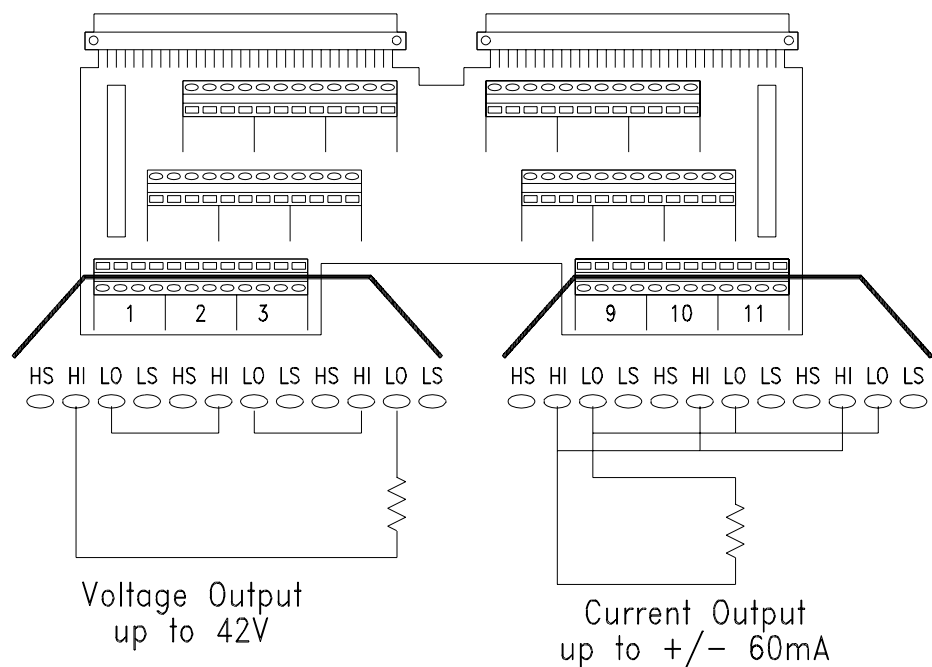 1 2 3
9 10 11
HS HI LO LS HS HI LO LS HS HI LO LS
HS HI LO LS HS HI LO LS HS HI LO LS
Voltage Output
up to 42V
Current Output
up to +/- 60mA